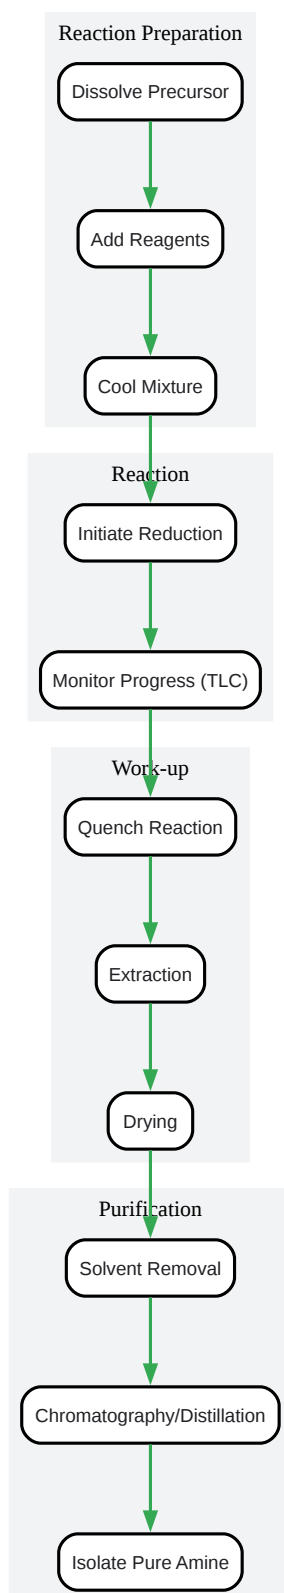 Reaction Preparation
Dissolve Precursor
Add Reagents
Cool Mixture
Reaction
Initiate Reduction
Monitor Progress (TLC)
Work-up
Quench Reaction
Extraction
Drying
Purification
Solvent Removal
Chromatography/Distillation
Isolate Pure Amine